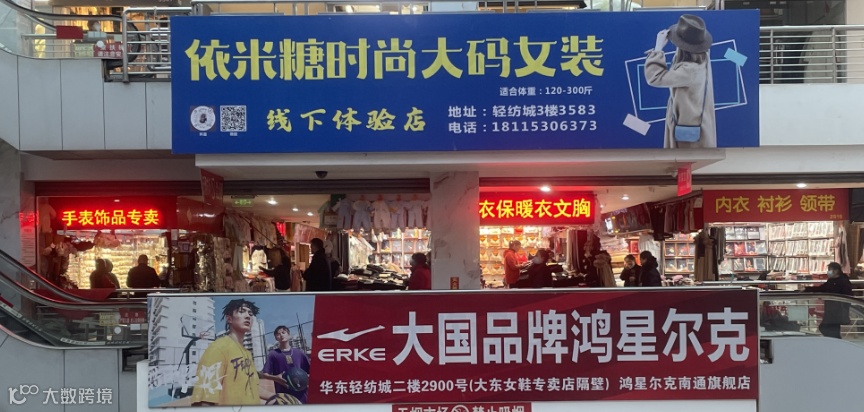 依米糖时尚大码女装
适合体重：120-300斤
线下体验店
地址：轻纺城3楼3583
电话：18115306373
手表饰品专卖
衣保暖衣文胸
内衣 衬衫 领带
ERKE
大国品牌鸿星尔克
华东轻纺城二楼2900号(大东女鞋专卖店隔壁) 鸿星尔克南通旗舰店
大数跨境